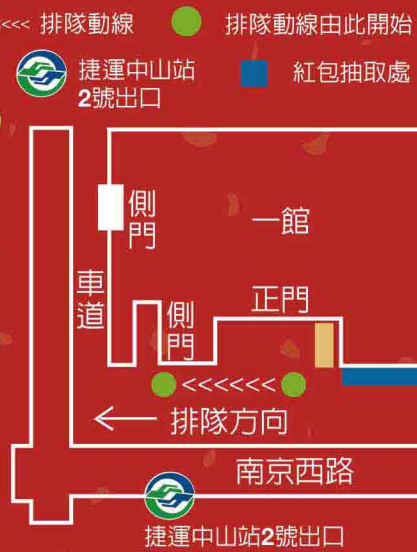 <<< 排隊動線 排隊動線由此開始
捷運中山站
2號出口
紅包抽取處
側門
一館
車道
側門
正門
<<<<<<
← 排隊方向
南京西路
捷運中山站2號出口